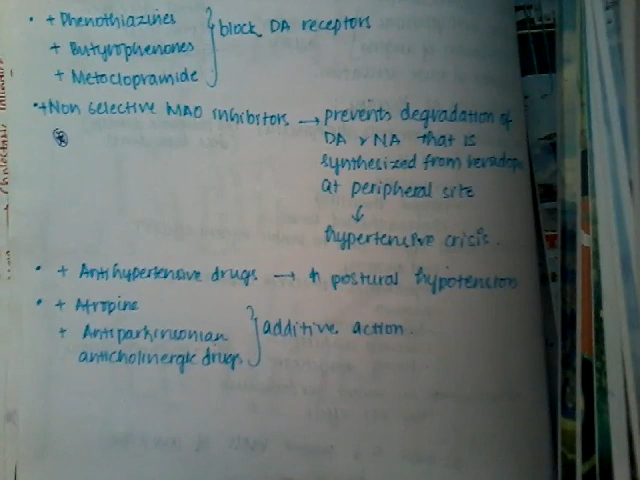 • + Phenothiazines
+ Butyrophenones
+ Metoclopramide
block DA receptors
• + Non selective MAO inhibitors → prevents degradation of
DA & NA that is
synthesized from
at peripheral site
↓
hypertensive crisis.
• + Antihypertensive drugs → ↑ postural hypotension
• + Atropine
+ Antiparkinsonian
anticholinergic drugs
additive action.